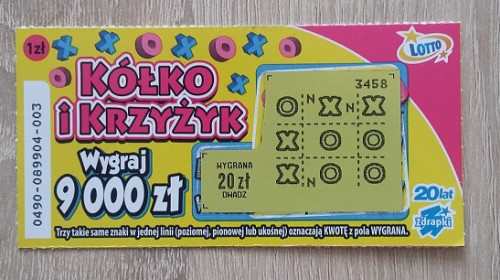 1zł
LOTTO
KÓŁKO
I KRZYŻYK
Wygraj
9 000 zł
3458
O N X N X
X O O
X N O O
WYGRANA
20 zł
DWADZ
0490-089904-003
20 lat
zdrapki
Trzy takie same znaki w jednej linii (poziomej, pionowej lub ukośnej) oznaczają KWOTĘ z pola WYGRANA.